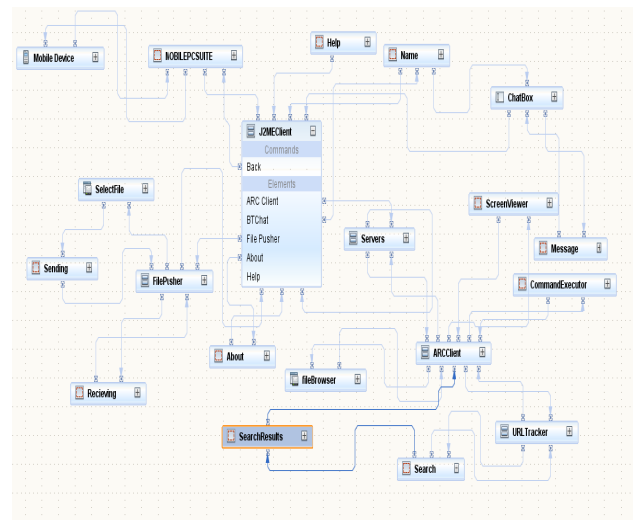 Help
Name
Mobile Device
MOBILEPCSUITE
ChatBox
J2MEClient
Commands
Back
Elements
ARC Client
BTChat
File Pusher
About
Help
SelectFile
ScreenViewer
Servers
Message
Sending
FilePusher
CommandExecutor
About
ARCClient
fileBrowser
Recieving
SearchResults
URLTracker
Search